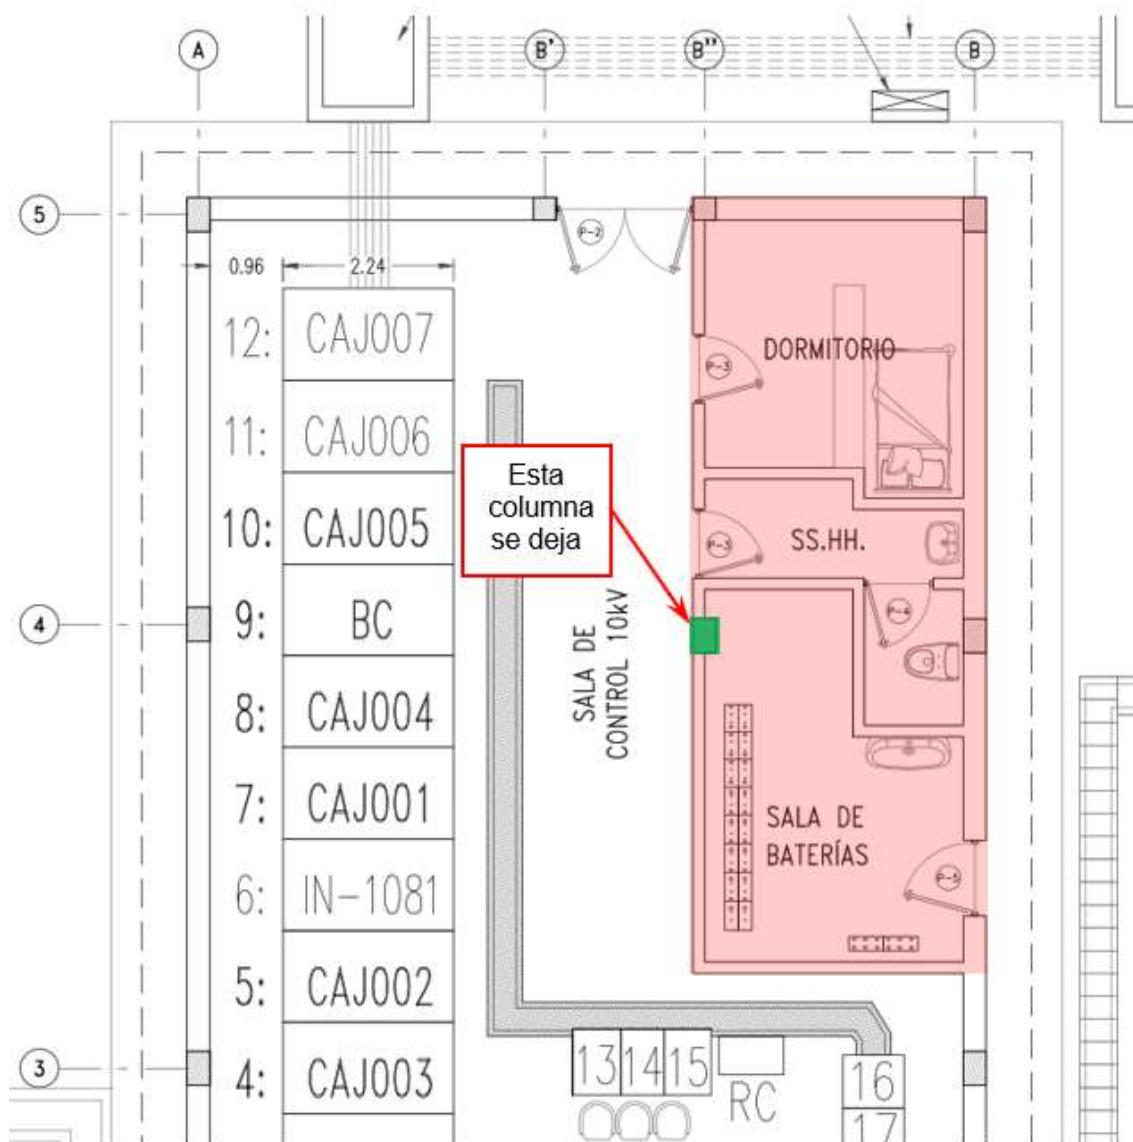 A
B'
B''
B
5
P-2
0.96
2.24
12:
CAJ007
DORMITORIO
P-3
11:
CAJ006
Esta
columna
se deja
10:
CAJ005
P-3
SS.HH.
4
9:
BC
P-4
SALA DE
CONTROL 10kV
8:
CAJ004
7:
CAJ001
SALA DE
BATERÍAS
P-5
6:
IN-1081
5:
CAJ002
3
4:
CAJ003
13
14
15
RC
16
17